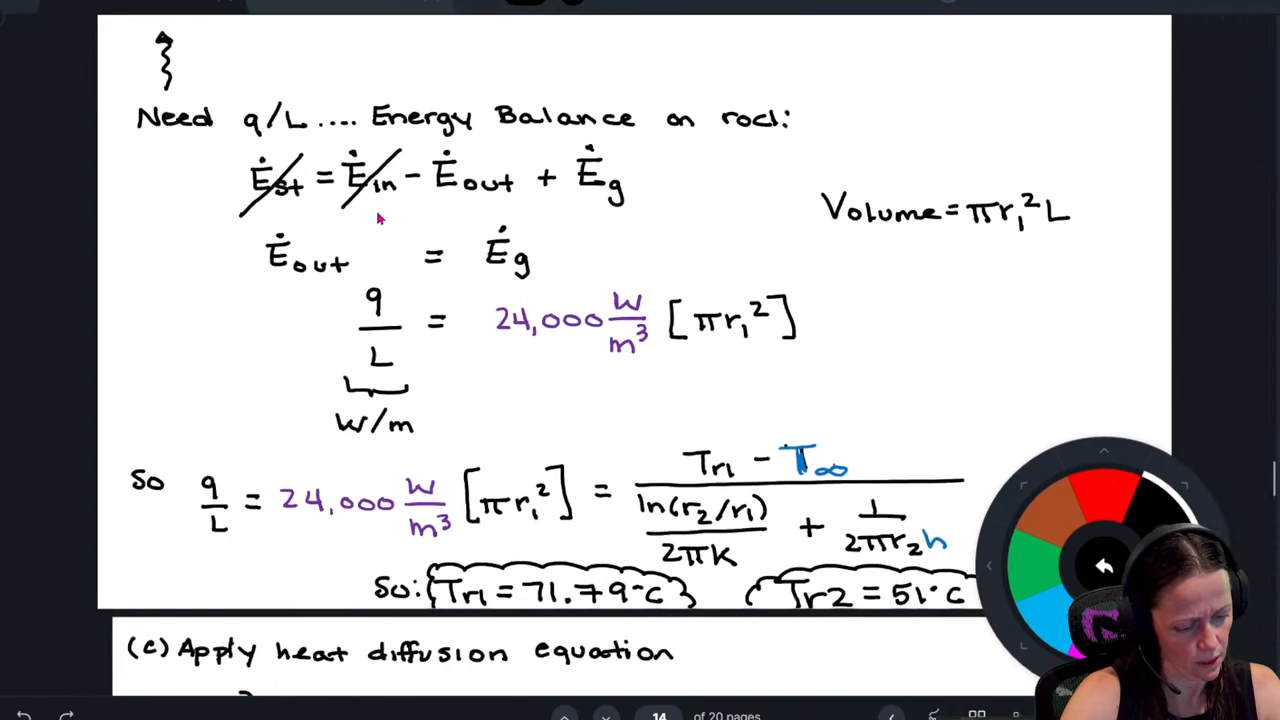 Need q/L .... Energy Balance on rod:
Ėst = Ėin - Ėout + Ėg
Volume = πr₁²L
Ėout = Ėg
q/L = 24,000 W/m³ [πr₁²]
W/m
So q/L = 24,000 W/m³ [πr₁²] = (Tr1 - T∞) / (ln(r₂/r₁)/2πk + 1/2πr₂h)
So: Tr1 = 71.79°C Tr2 = 51°C
(c) Apply heat diffusion equation
14 of 20 pages